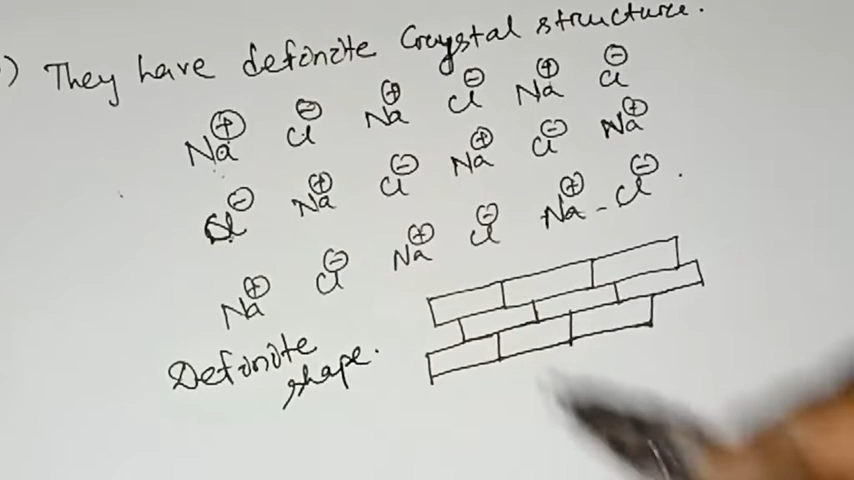 ) They have definite Crystal structure.
Na⊕ Cl⊖ Na⊕ Cl⊖ Na⊕ Cl⊖
Cl⊖ Na⊕ Cl⊖ Na⊕ Cl⊖ Na⊕
Na⊕ Cl⊖ Na⊕ Cl⊖ Na⊕ - Cl⊖ .
Definite
shape.